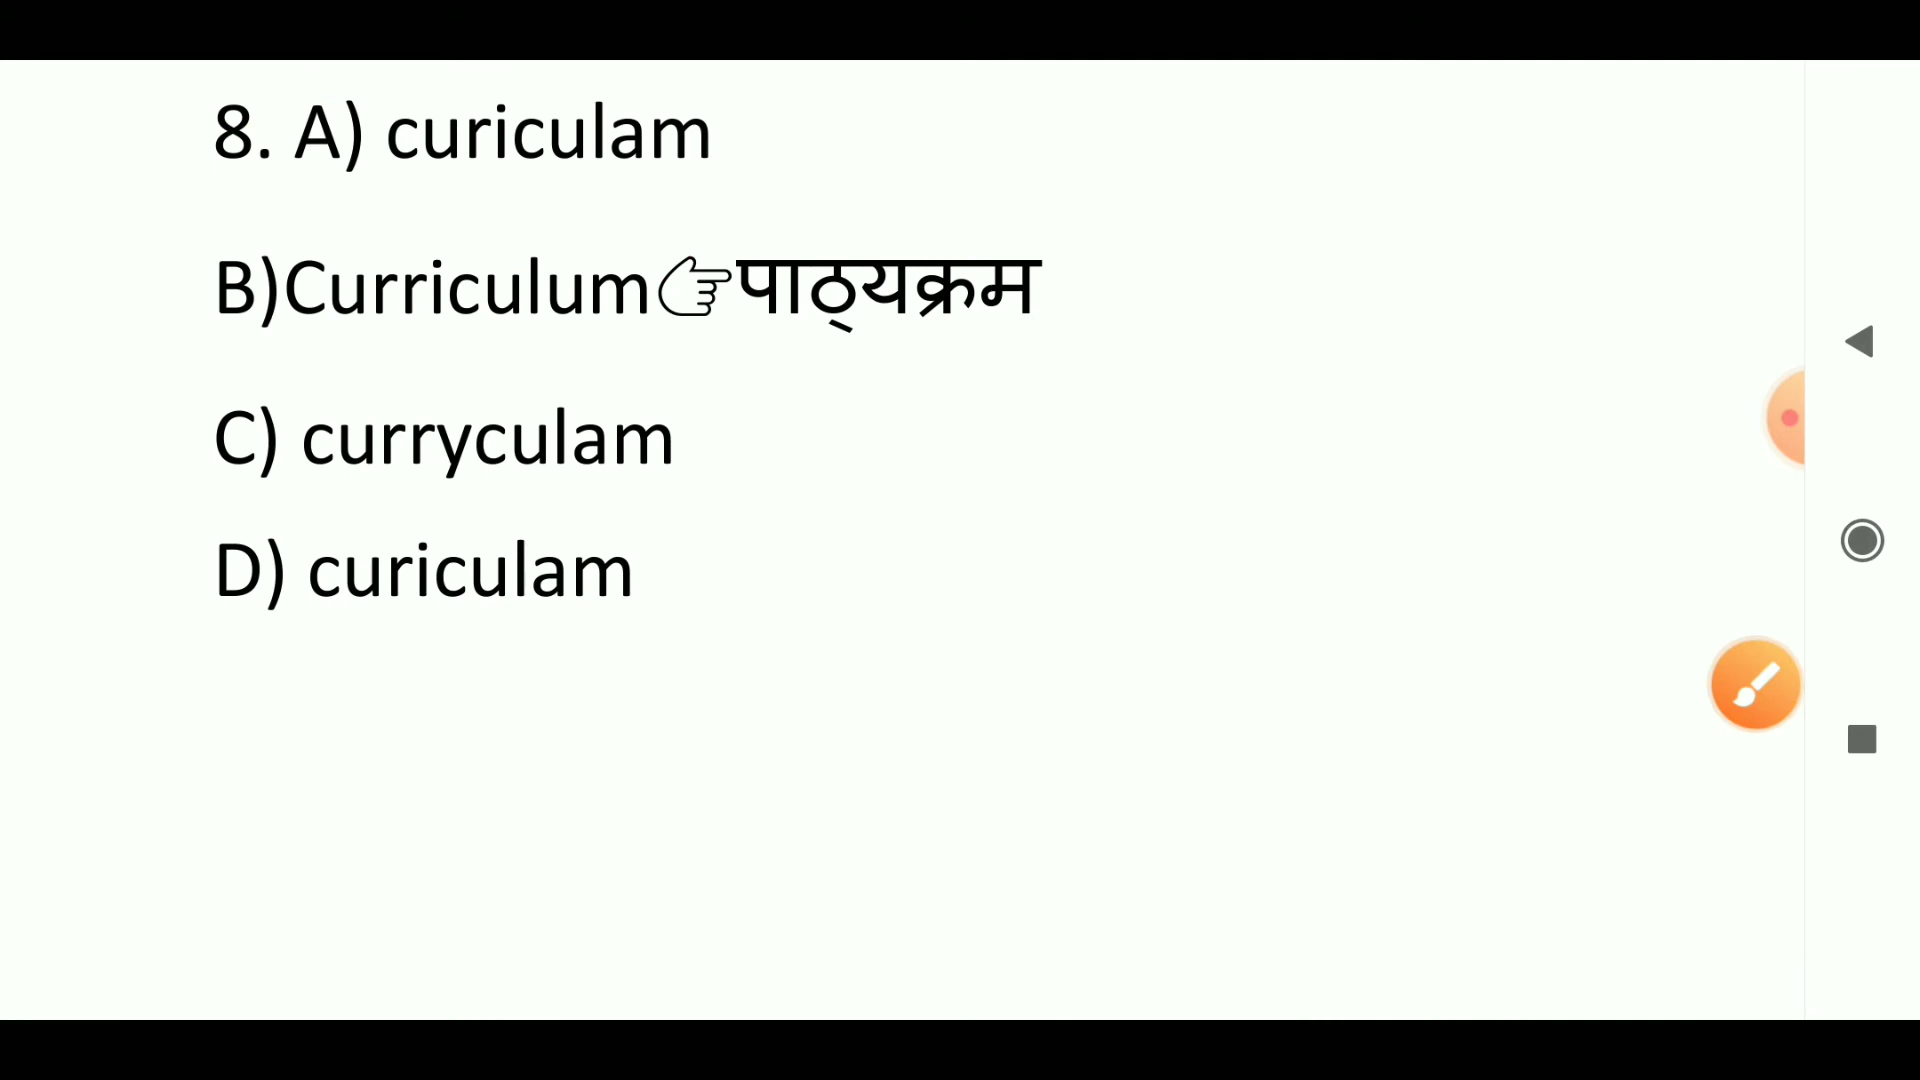 8. A) curiculam
B)Curriculum👉पाठ्यक्रम
C) curryculam
D) curiculam